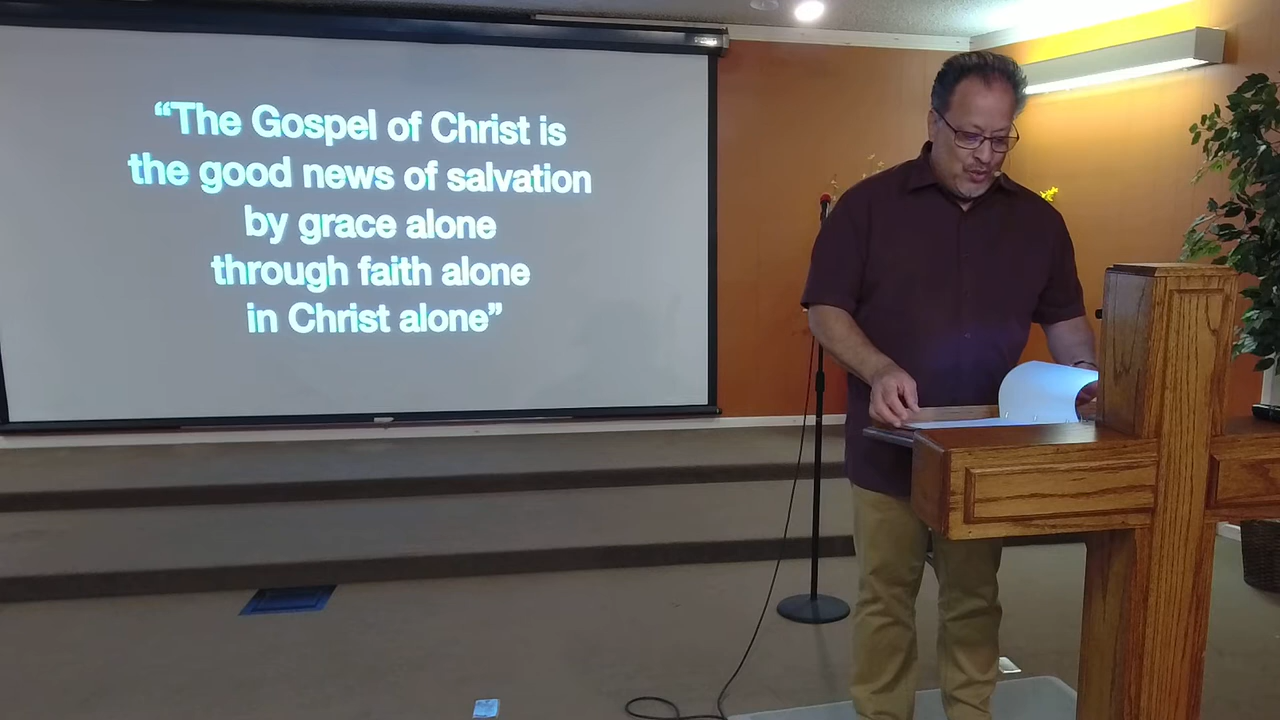 “The Gospel of Christ is
the good news of salvation
by grace alone
through faith alone
in Christ alone”